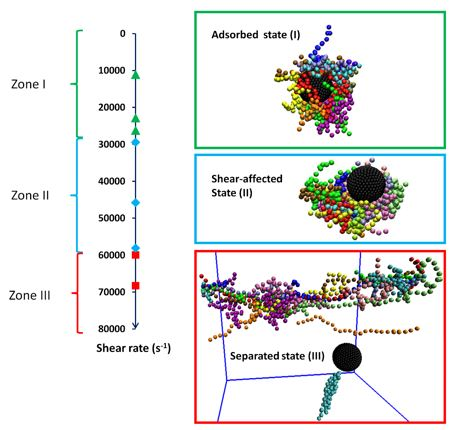 Zone I
Zone II
Zone III
0
10000
20000
30000
40000
50000
60000
70000
80000
Shear rate (s⁻¹)
Adsorbed state (I)
Shear-affected
State (II)
Separated state (III)